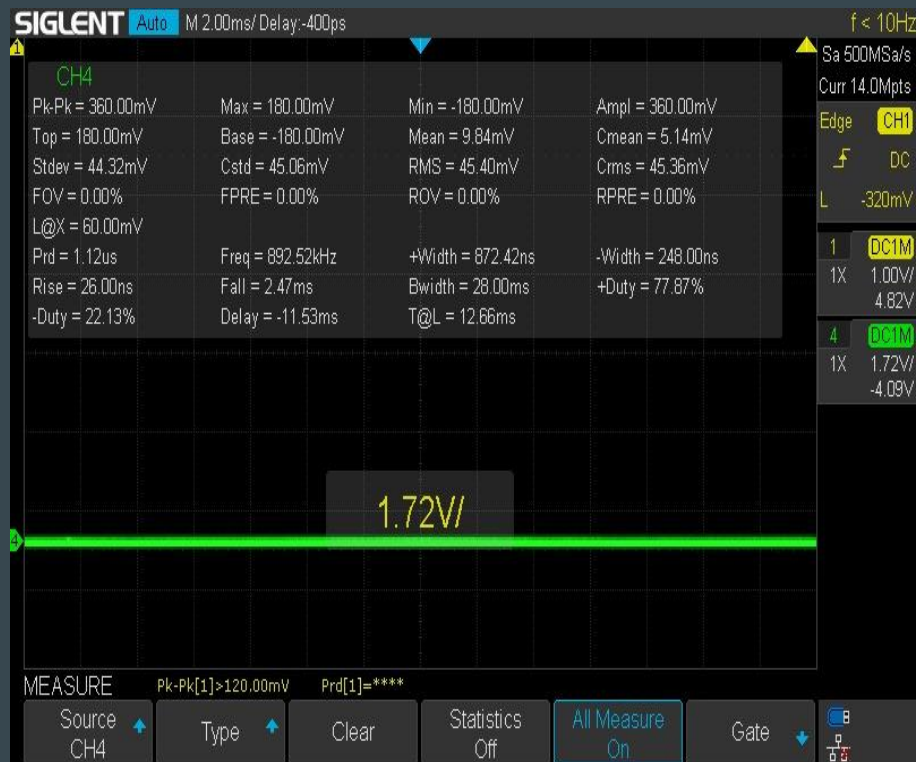 SIGLENT Auto M 2.00ms/ Delay:-400ps f < 10Hz
Sa 500MSa/s
Curr 14.0Mpts
Edge CH1
DC
L -320mV
1 DC1M
1X 1.00V/
4.82V
4 DC1M
1X 1.72V/
-4.09V
1
CH4
Pk-Pk = 360.00mV Max = 180.00mV Min = -180.00mV Ampl = 360.00mV
Top = 180.00mV Base = -180.00mV Mean = 9.84mV Cmean = 5.14mV
Stdev = 44.32mV Cstd = 45.06mV RMS = 45.40mV Crms = 45.36mV
FOV = 0.00% FPRE = 0.00% ROV = 0.00% RPRE = 0.00%
L@X = 60.00mV
Prd = 1.12us Freq = 892.52kHz +Width = 872.42ns -Width = 248.00ns
Rise = 26.00ns Fall = 2.47ms Bwidth = 28.00ms +Duty = 77.87%
-Duty = 22.13% Delay = -11.53ms T@L = 12.66ms
1.72V/
4
MEASURE Pk-Pk[1]>120.00mV Prd[1]=****
Source CH4
Type
Clear
Statistics Off
All Measure On
Gate